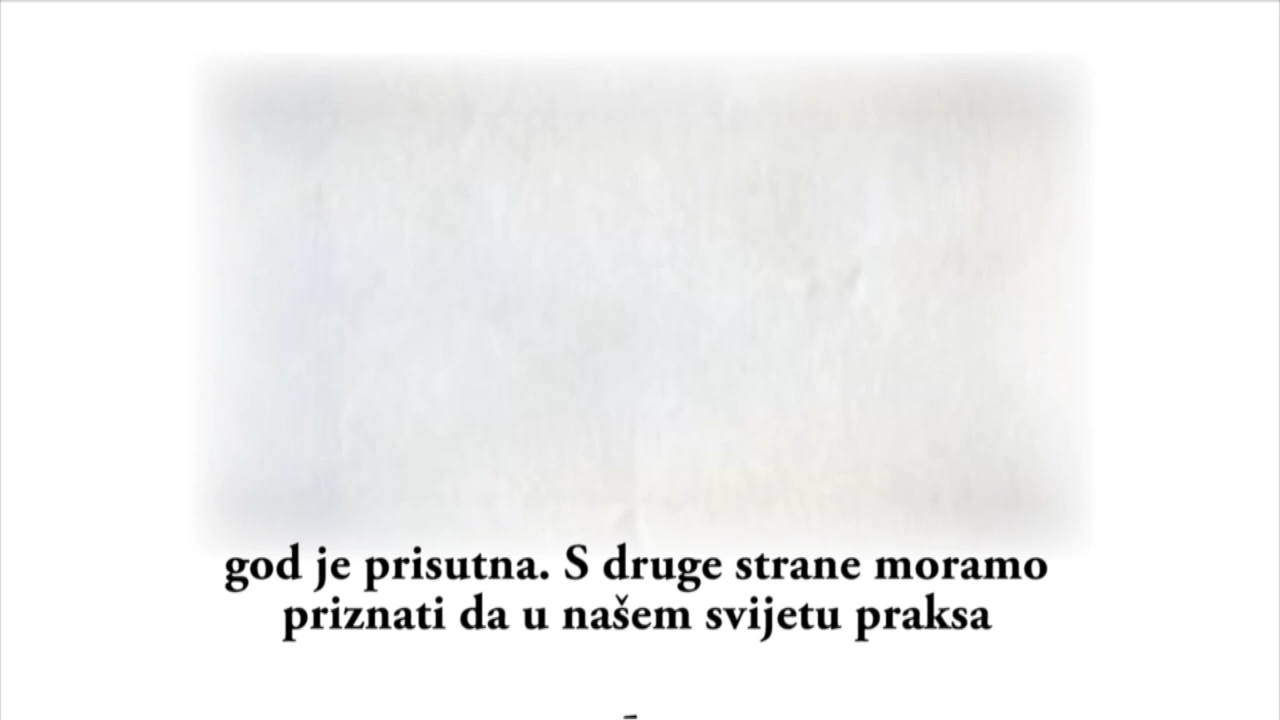 god je prisutna. S druge strane moramo
priznati da u našem svijetu praksa